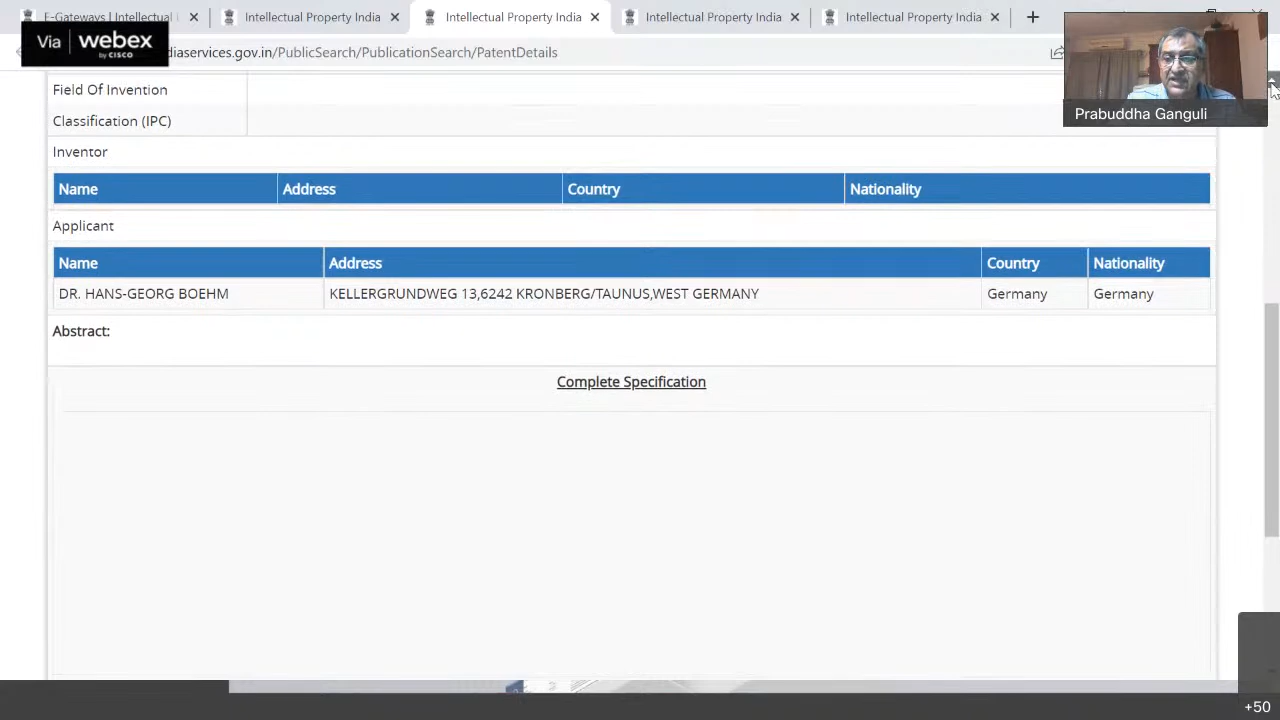 E-Gateways | Intellectual
Intellectual Property India
Intellectual Property India
Intellectual Property India
Intellectual Property India
Via webex
by CISCO
diaservices.gov.in/PublicSearch/PublicationSearch/PatentDetails
Prabuddha Ganguli
Field Of Invention
Classification (IPC)
Inventor
Name Address Country Nationality
Applicant
Name Address Country Nationality
DR. HANS-GEORG BOEHM KELLERGRUNDWEG 13,6242 KRONBERG/TAUNUS,WEST GERMANY Germany Germany
Abstract:
Complete Specification
+50